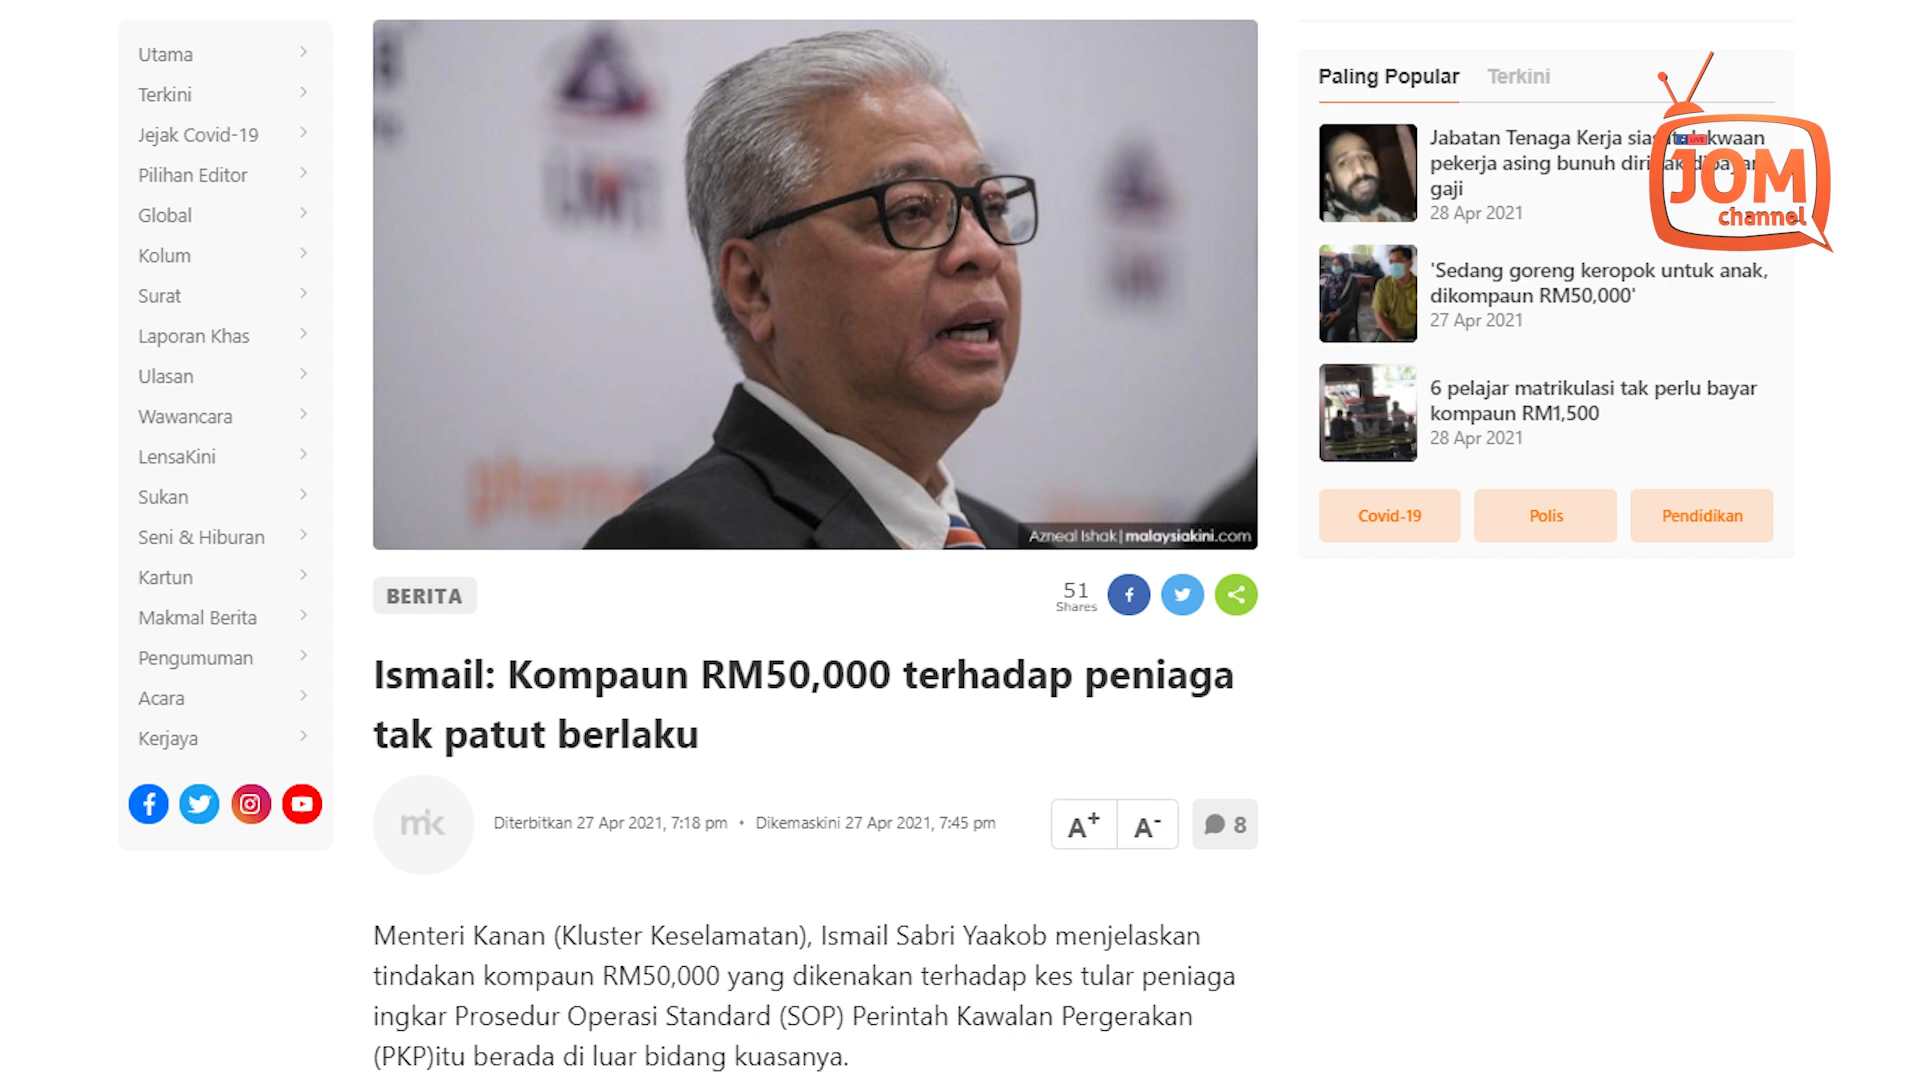 Utama
Terkini
Jejak Covid-19
Pilihan Editor
Global
Kolum
Surat
Laporan Khas
Ulasan
Wawancara
LensaKini
Sukan
Seni & Hiburan
Kartun
Makmal Berita
Pengumuman
Acara
Kerjaya
Azneal Ishak | malaysiakini.com
BERITA
51
Shares
Ismail: Kompaun RM50,000 terhadap peniaga
tak patut berlaku
mk
Diterbitkan 27 Apr 2021, 7:18 pm • Dikemaskini 27 Apr 2021, 7:45 pm
A+ A-
8
Menteri Kanan (Kluster Keselamatan), Ismail Sabri Yaakob menjelaskan
tindakan kompaun RM50,000 yang dikenakan terhadap kes tular peniaga
ingkar Prosedur Operasi Standard (SOP) Perintah Kawalan Pergerakan
(PKP)itu berada di luar bidang kuasanya.
Paling Popular Terkini
Jabatan Tenaga Kerja
pekerja asing bunuh diri
gaji
28 Apr 2021
'Sedang goreng keropok untuk anak,
dikompaun RM50,000'
27 Apr 2021
6 pelajar matrikulasi tak perlu bayar
kompaun RM1,500
28 Apr 2021
Covid-19 Polis Pendidikan
LIVE
JOM
channel